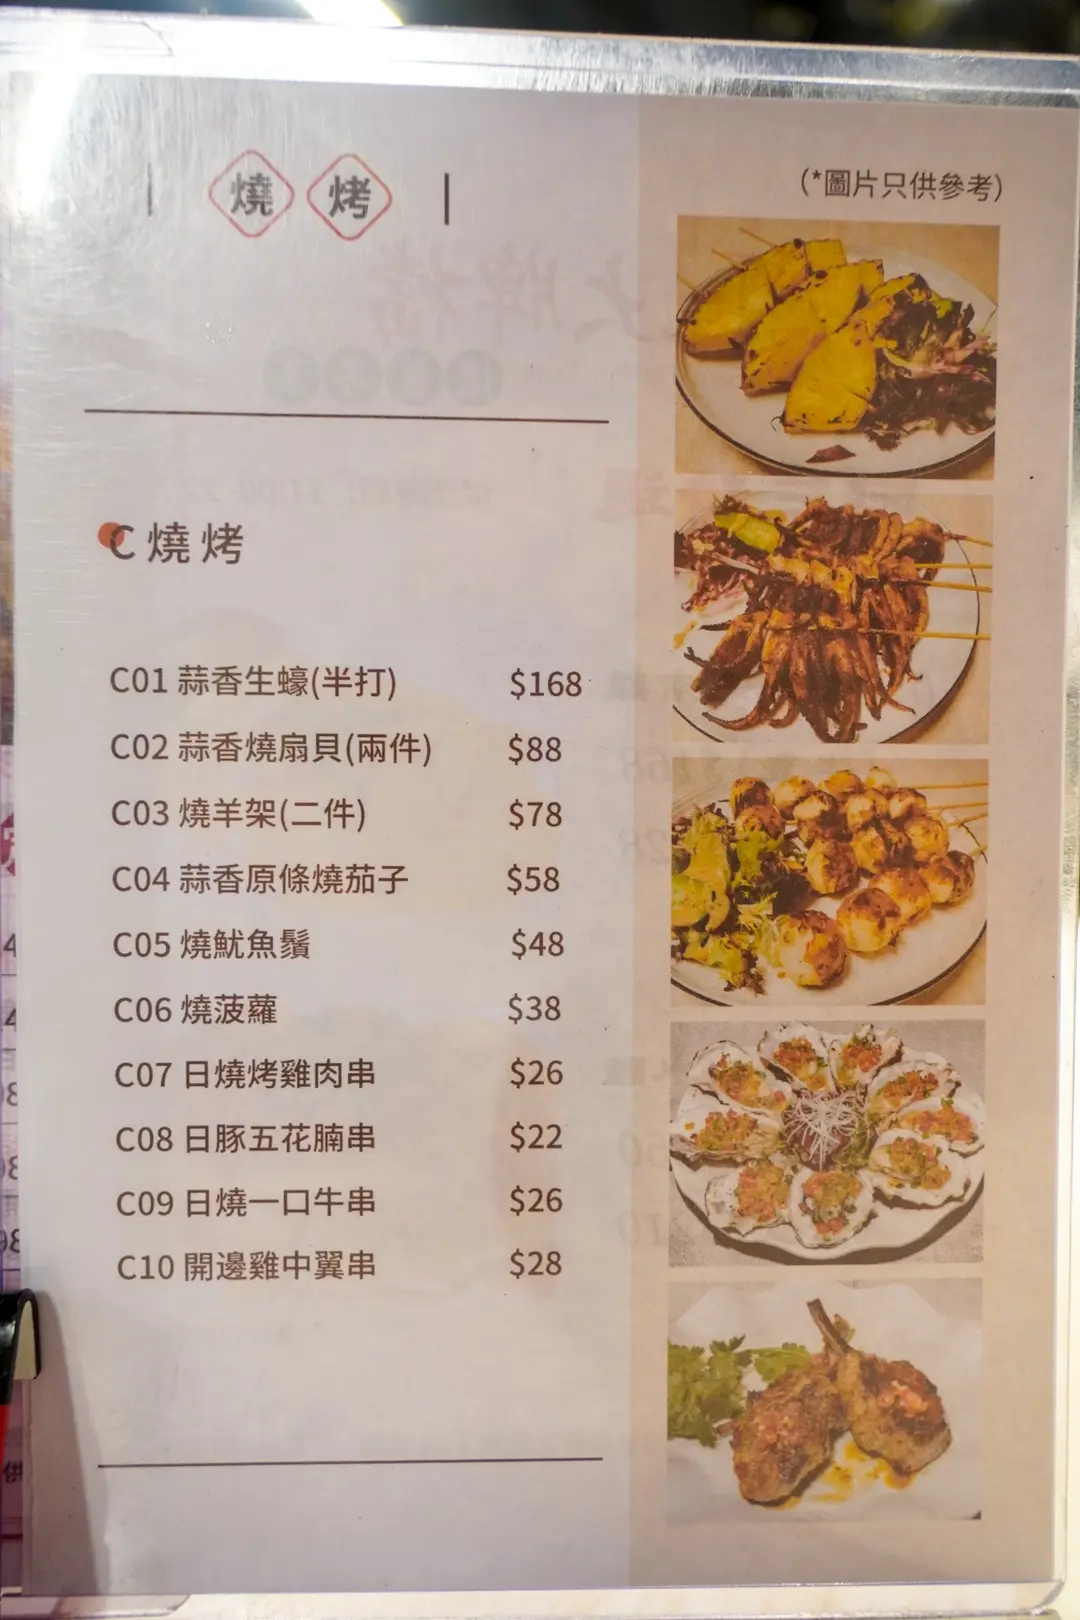 燒烤
(*圖片只供參考)
C 燒烤
C01 蒜香生蠔(半打) $168
C02 蒜香燒扇貝(兩件) $88
C03 燒羊架(二件) $78
C04 蒜香原條燒茄子 $58
C05 燒魷魚鬚 $48
C06 燒菠蘿 $38
C07 日燒烤雞肉串 $26
C08 日豚五花腩串 $22
C09 日燒一口牛串 $26
C10 開邊雞中翼串 $28